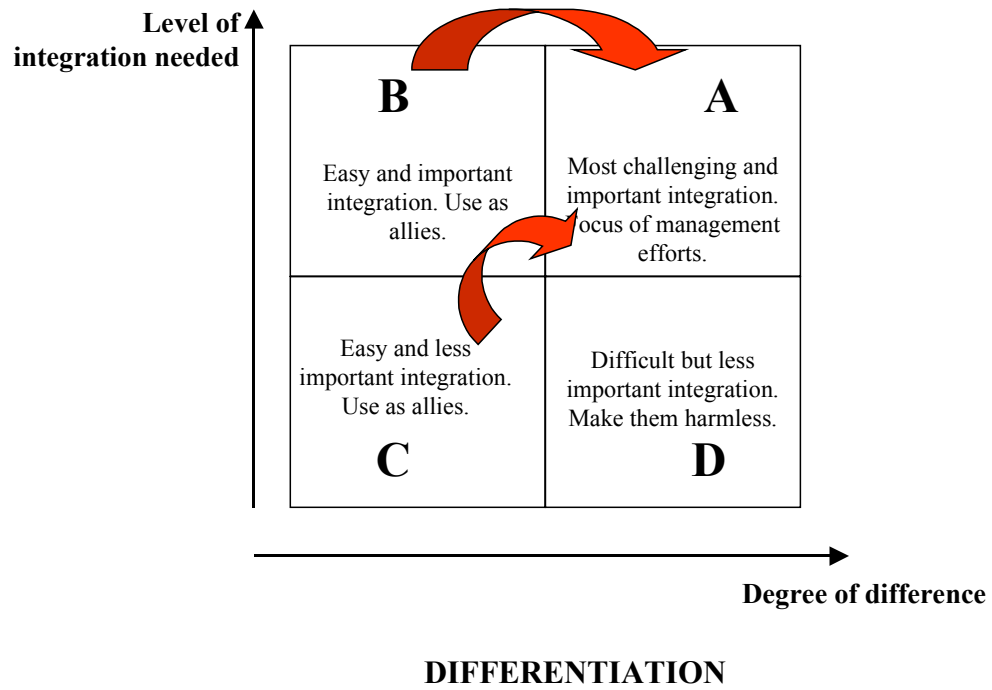 Level of
integration needed
B
A
Easy and important
integration. Use as
allies.
Most challenging and
important integration.
ocus of management
efforts.
Easy and less
important integration.
Use as allies.
Difficult but less
important integration.
Make them harmless.
C
D
Degree of difference
DIFFERENTIATION